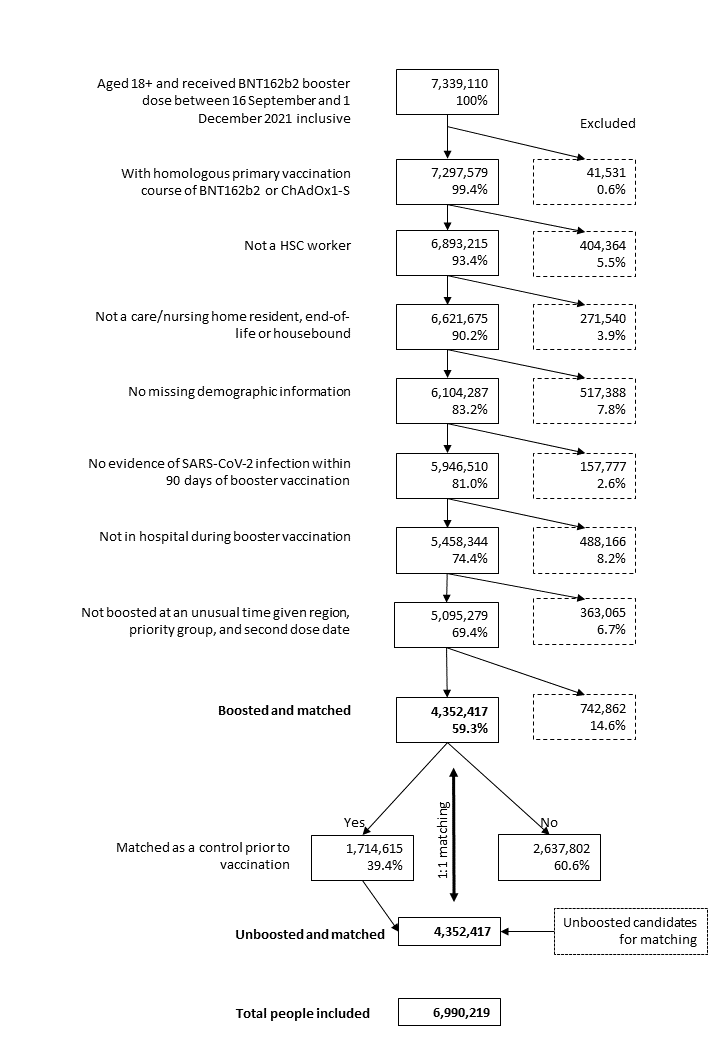 Aged 18+ and received BNT162b2 booster
dose between 16 September and 1
December 2021 inclusive
7,339,110
100%
Excluded
With homologous primary vaccination
course of BNT162b2 or ChAdOx1-S
7,297,579
99.4%
41,531
0.6%
Not a HSC worker
6,893,215
93.4%
404,364
5.5%
Not a care/nursing home resident, end-of-
life or housebound
6,621,675
90.2%
271,540
3.9%
No missing demographic information
6,104,287
83.2%
517,388
7.8%
No evidence of SARS-CoV-2 infection within
90 days of booster vaccination
5,946,510
81.0%
157,777
2.6%
Not in hospital during booster vaccination
5,458,344
74.4%
488,166
8.2%
Not boosted at an unusual time given region,
priority group, and second dose date
5,095,279
69.4%
363,065
6.7%
Boosted and matched
4,352,417
59.3%
742,862
14.6%
1:1 matching
Yes
No
Matched as a control prior to
vaccination
1,714,615
39.4%
2,637,802
60.6%
Unboosted and matched
4,352,417
Unboosted candidates
for matching
Total people included
6,990,219